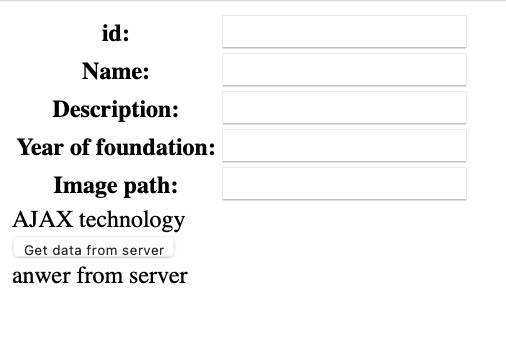 id:
Name:
Description:
Year of foundation:
Image path:
AJAX technology
Get data from server
anwer from server